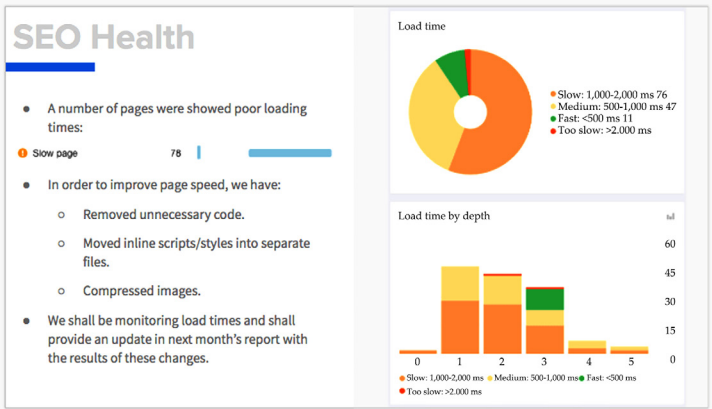 SEO Health
● A number of pages were showed poor loading
times:
Slow page 78
● In order to improve page speed, we have:
○ Removed unnecessary code.
○ Moved inline scripts/styles into separate
files.
○ Compressed images.
● We shall be monitoring load times and shall
provide an update in next month's report with
the results of these changes.
Load time
Slow: 1,000-2,000 ms 76
Medium: 500-1,000 ms 47
Fast: <500 ms 11
Too slow: >2.000 ms
Load time by depth
60
45
30
15
0
0 1 2 3 4 5
Slow: 1,000-2,000 ms Medium: 500-1,000 ms Fast: <500 ms
Too slow: >2.000 ms